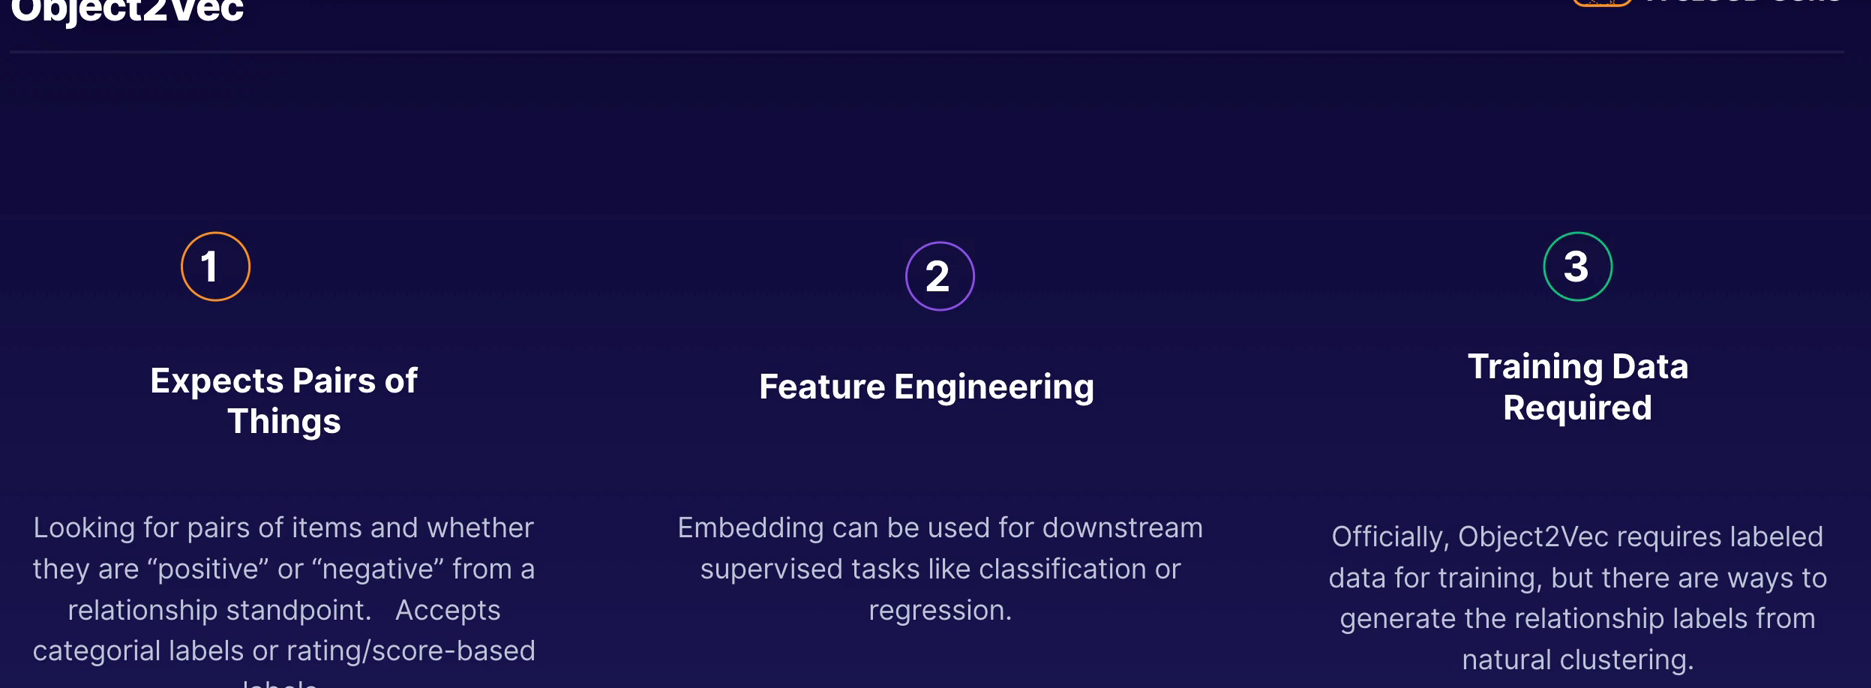 Object2Vec
1
Expects Pairs of
Things
Looking for pairs of items and whether
they are “positive” or “negative” from a
relationship standpoint.   Accepts
categorial labels or rating/score-based
labels.
2
Feature Engineering
Embedding can be used for downstream
supervised tasks like classification or
regression.
3
Training Data
Required
Officially, Object2Vec requires labeled
data for training, but there are ways to
generate the relationship labels from
natural clustering.